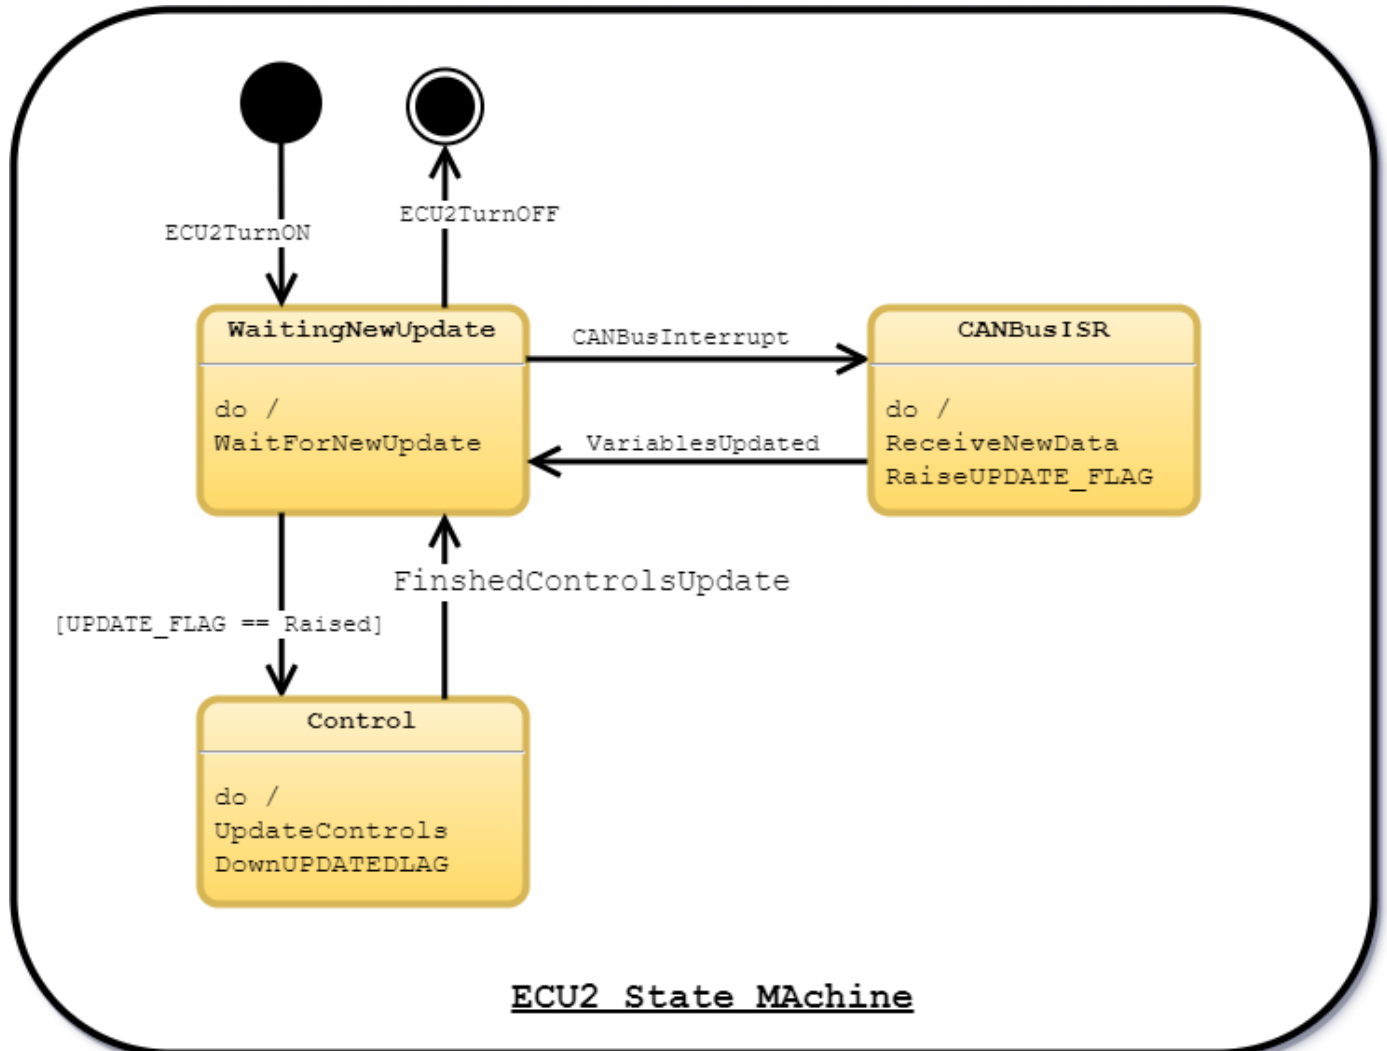 ECU2TurnON
ECU2TurnOFF
WaitingNewUpdate
do /
WaitForNewUpdate
CANBusInterrupt
VariablesUpdated
CANBusISR
do /
ReceiveNewData
RaiseUPDATE_FLAG
[UPDATE_FLAG == Raised]
FinshedControlsUpdate
Control
do /
UpdateControls
DownUPDATEDLAG
ECU2 State MAchine